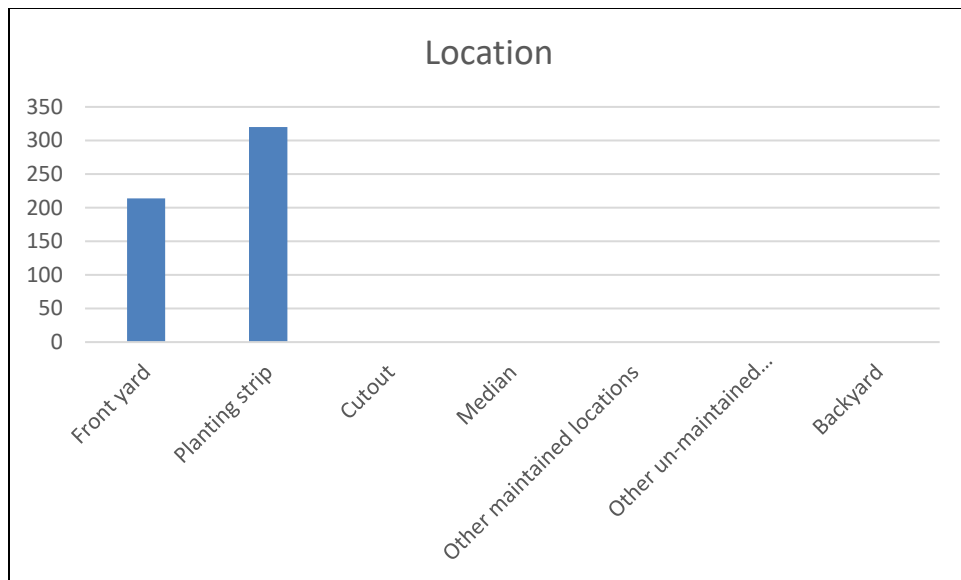 Location
350
300
250
200
150
100
50
0
Front yard
Planting strip
Cutout
Median
Other maintained locations
Other un-maintained...
Backyard